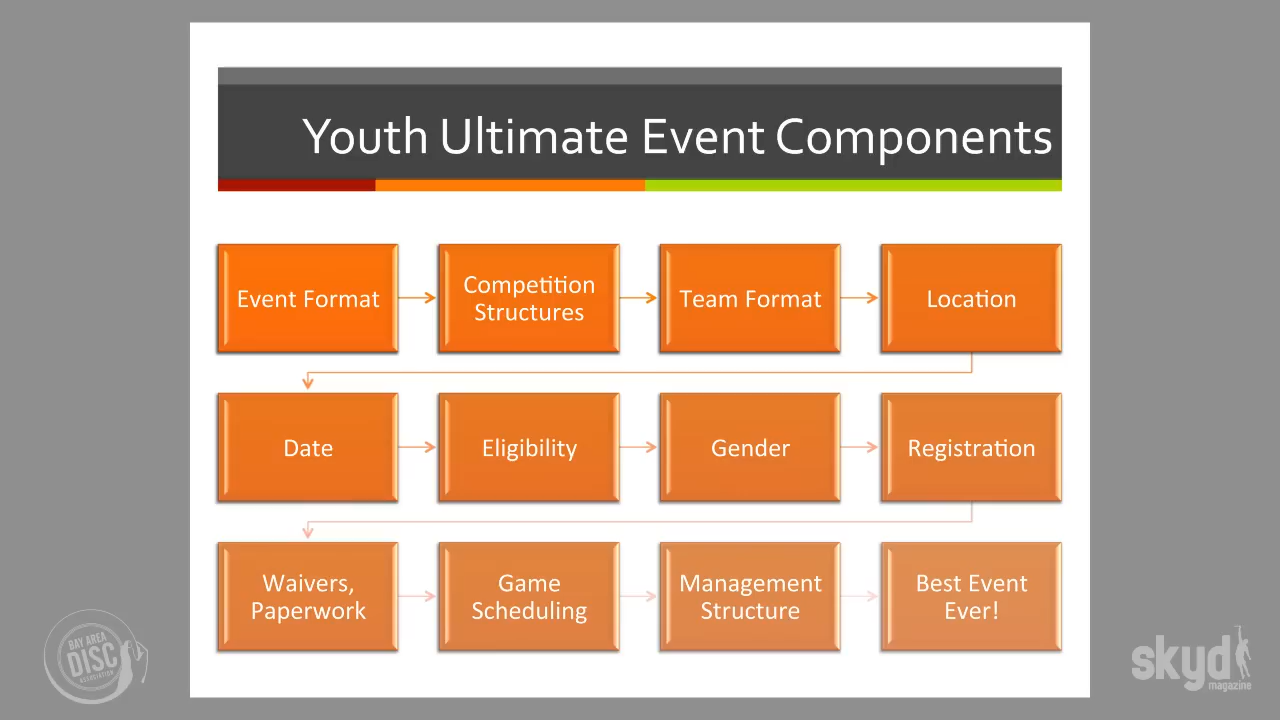 Youth Ultimate Event Components
Event Format
Competition
Structures
Team Format
Location
Date
Eligibility
Gender
Registration
Waivers,
Paperwork
Game
Scheduling
Management
Structure
Best Event
Ever!
BAY AREA
DISC
ASSOCIATION
skyd
magazine